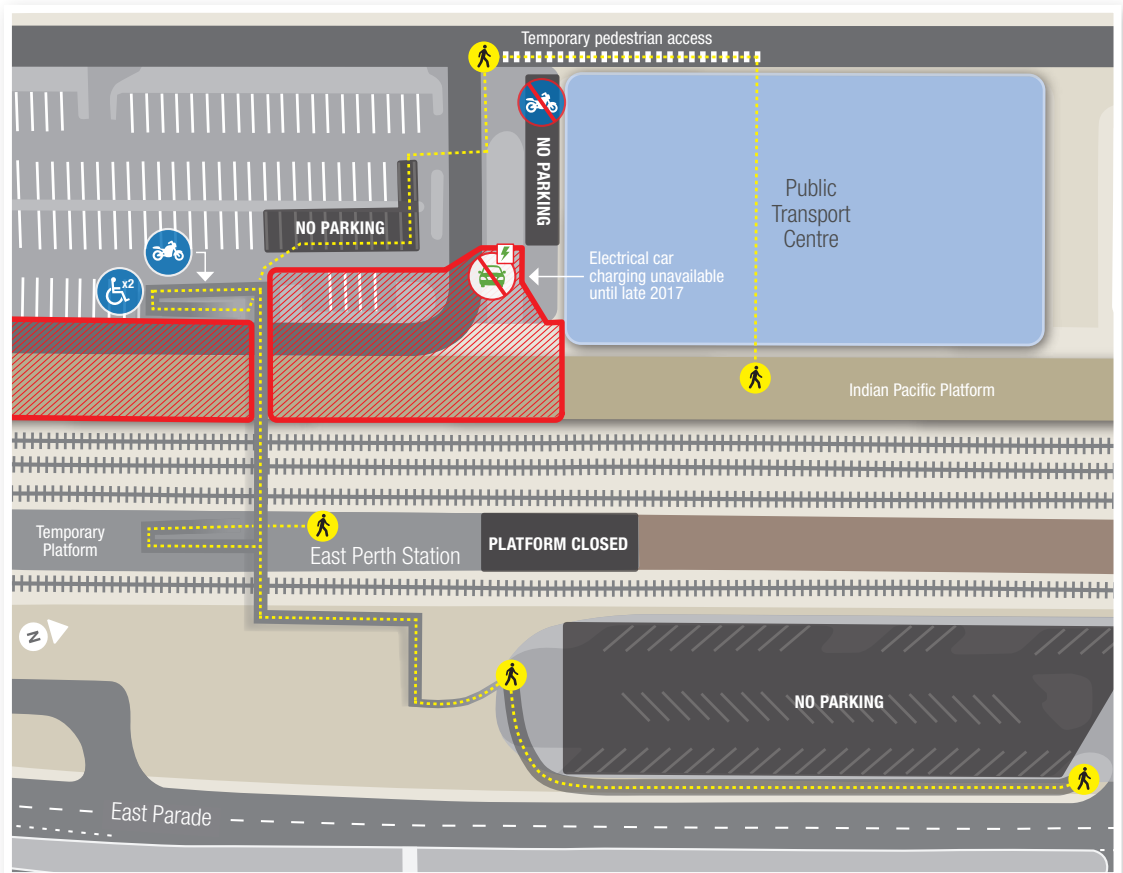 Temporary pedestrian access
NO PARKING
Public
Transport
Centre
NO PARKING
Electrical car
charging unavailable
until late 2017
x2
Indian Pacific Platform
Temporary
Platform
East Perth Station
PLATFORM CLOSED
N
NO PARKING
East Parade